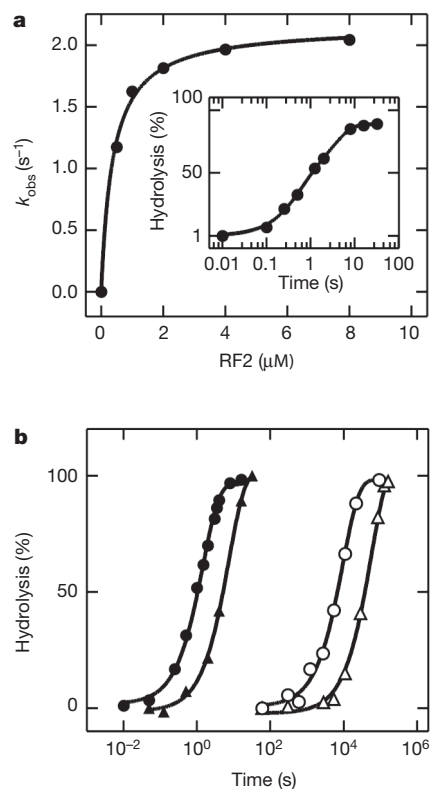 a
2.0
1.5
1.0
0.5
0.0
k_obs (s⁻¹)
0 2 4 6 8 10
RF2 (μM)
100
50
1
Hydrolysis (%)
0.01 0.1 1 10 100
Time (s)
b
100
50
0
Hydrolysis (%)
10⁻² 10⁰ 10² 10⁴ 10⁶
Time (s)